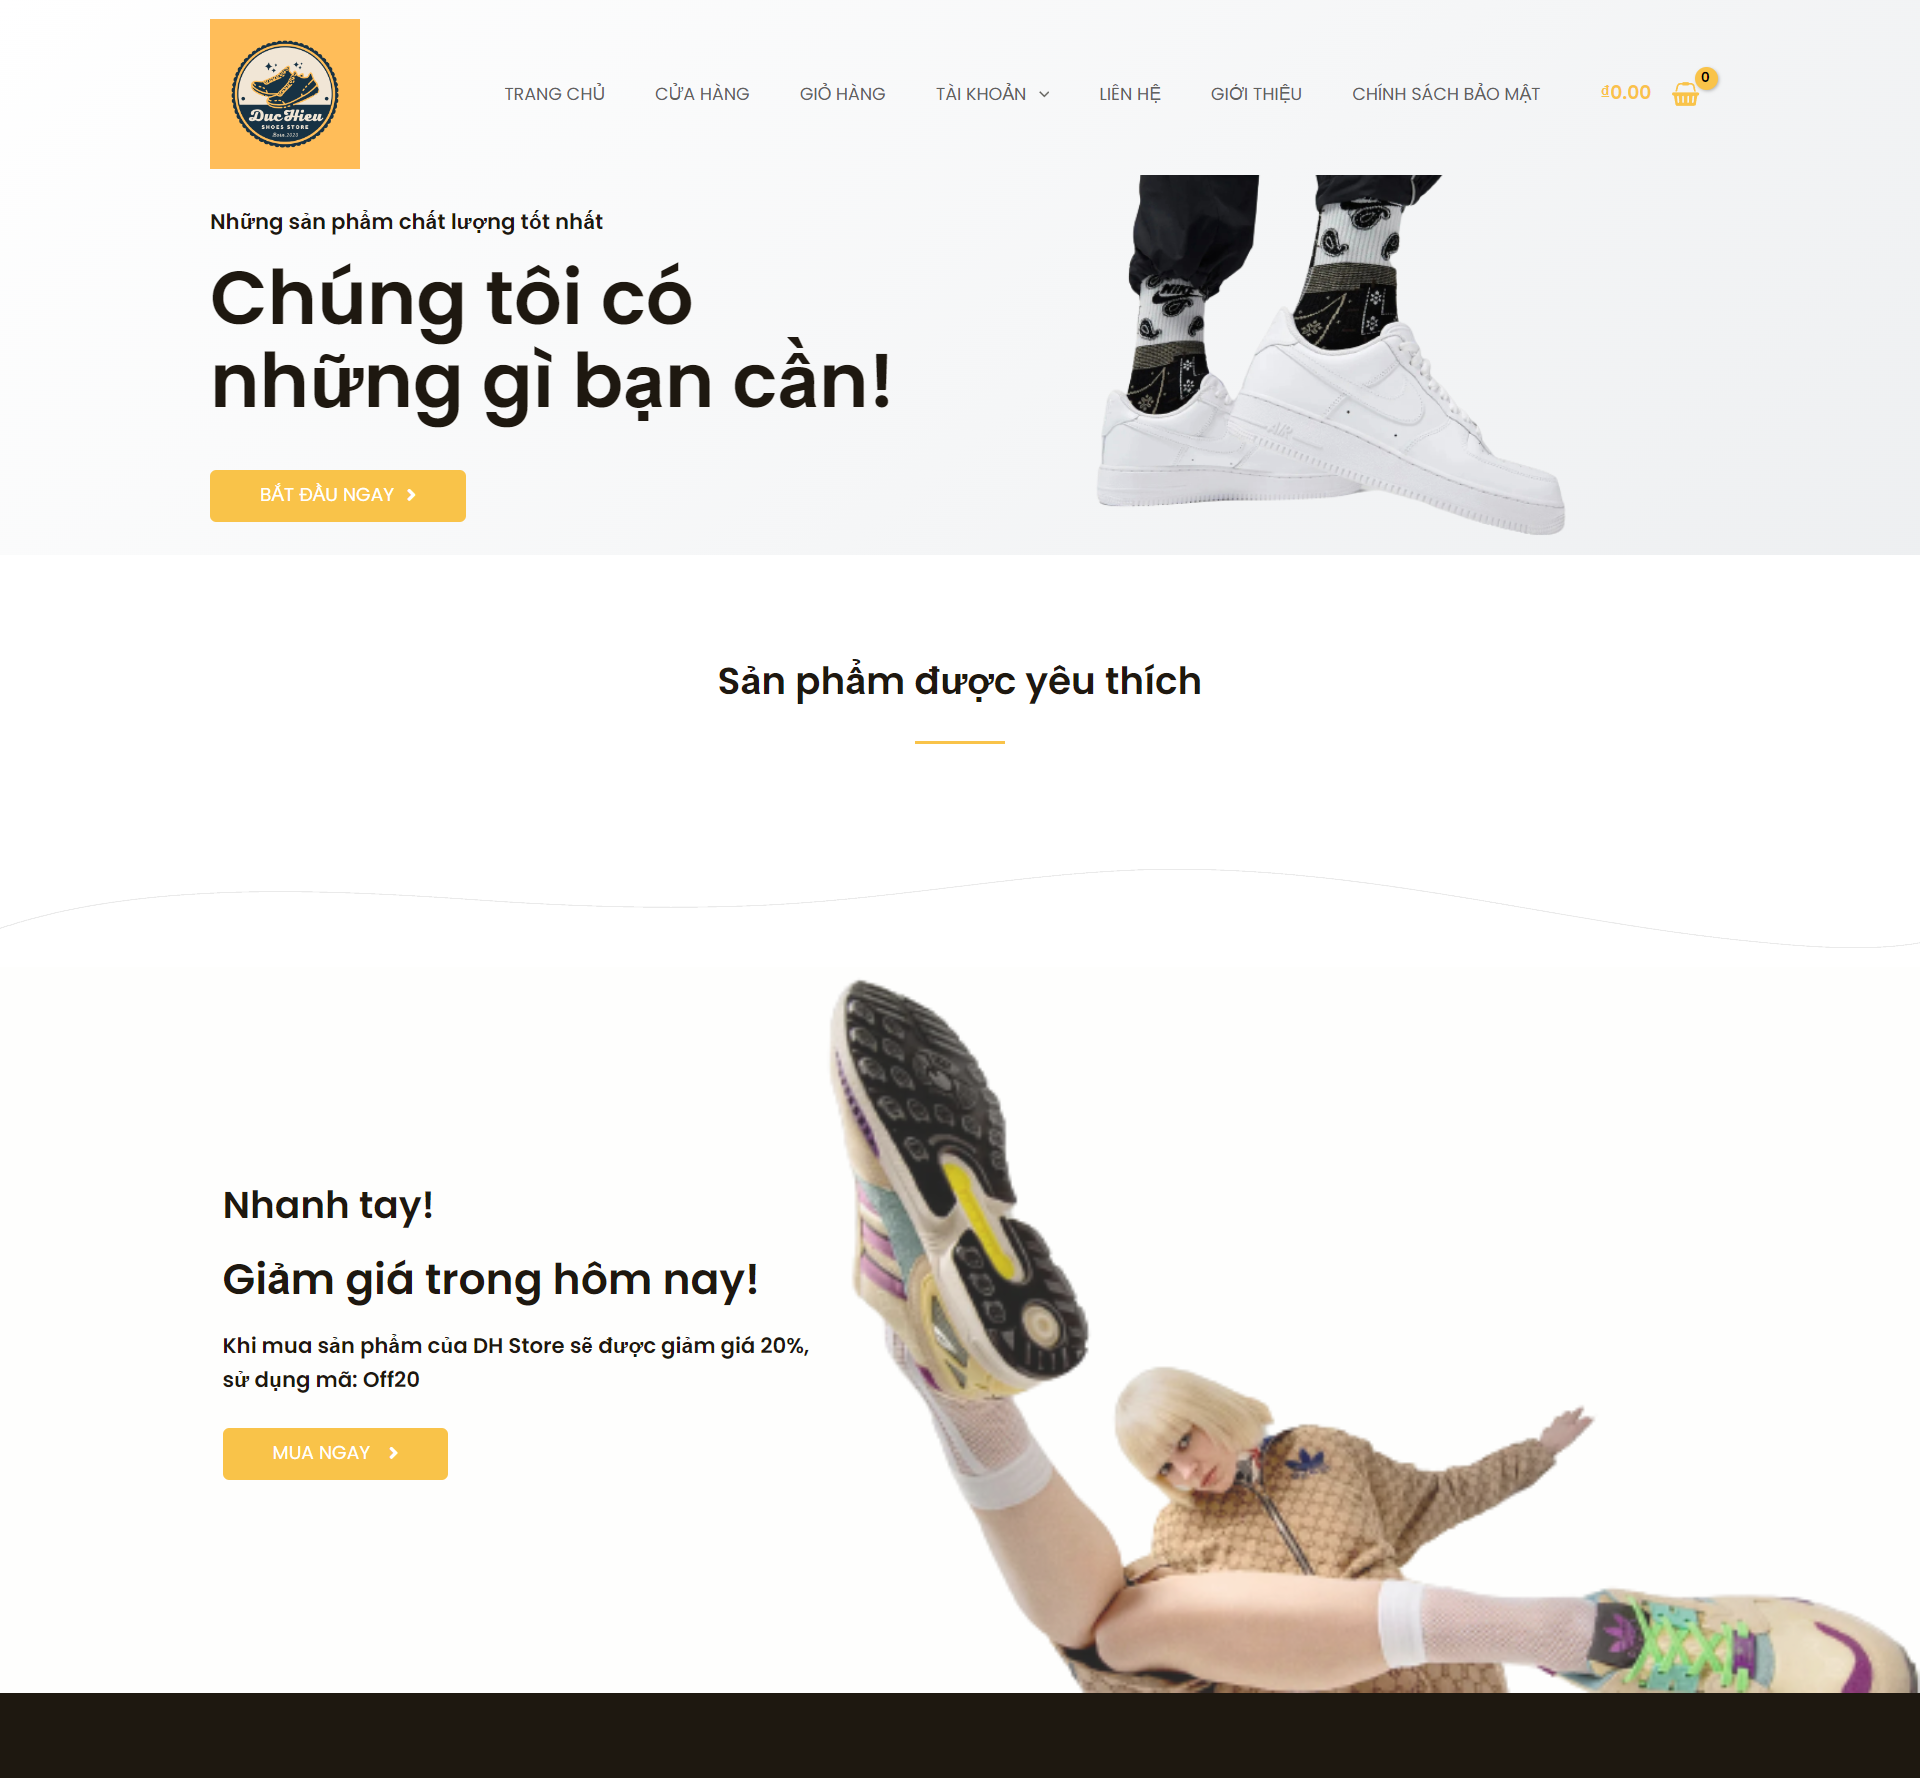 Duc Hieu
SHOES STORE
TRANG CHỦ
CỬA HÀNG
GIỎ HÀNG
TÀI KHOẢN
LIÊN HỆ
GIỚI THIỆU
CHÍNH SÁCH BẢO MẬT
₫0.00
0
Những sản phẩm chất lượng tốt nhất
Chúng tôi có
những gì bạn cần!
BẮT ĐẦU NGAY
NIKE
AIR
Sản phẩm được yêu thích
Nhanh tay!
Giảm giá trong hôm nay!
Khi mua sản phẩm của DH Store sẽ được giảm giá 20%,
sử dụng mã: Off20
MUA NGAY